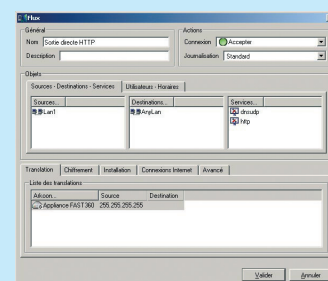 Flux
Général
Nom Sortie directe HTTP
Description
Actions
Connexion Accepter
Journalisation Standard
Objets
Sources - Destinations - Services Utilisateurs - Horaires
Sources... Destinations... Services...
Lan1 AnyLan dnsudp
http
Translation Chiffrement Installation Connexions Internet Avancé
Liste des translations
Adcoon... Source Destination
Appliance FAST360 255.255.255.255
Valider Annuler